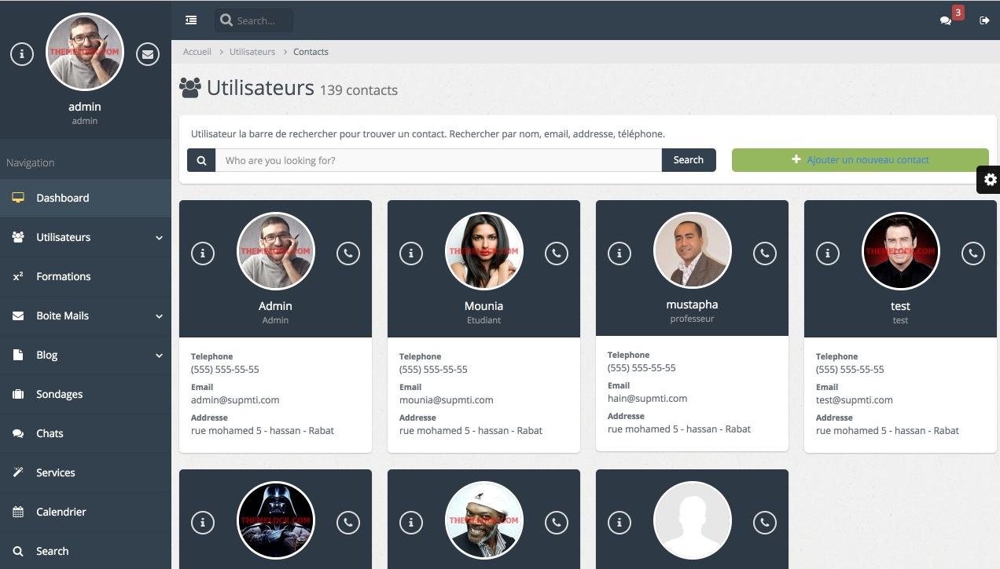 THEMELOCK.COM
admin
admin
Navigation
Dashboard
Utilisateurs
Formations
Boite Mails
Blog
Sondages
Chats
Services
Calendrier
Search
Search...
3
Accueil > Utilisateurs > Contacts
Utilisateurs 139 contacts
Utilisateur la barre de rechercher pour trouver un contact. Rechercher par nom, email, addresse, téléphone.
Who are you looking for? Search
Ajouter un nouveau contact
THEMELOCK.COM
Admin
Admin
Telephone
(555) 555-55-55
Email
admin@supmti.com
Addresse
rue mohamed 5 - hassan - Rabat
THEMELOCK.COM
Mounia
Etudiant
Telephone
(555) 555-55-55
Email
mounia@supmti.com
Addresse
rue mohamed 5 - hassan - Rabat
mustapha
professeur
Telephone
(555) 555-55-55
Email
hain@supmti.com
Addresse
rue mohamed 5 - hassan - Rabat
THEMELOCK.COM
test
test
Telephone
(555) 555-55-55
Email
test@supmti.com
Addresse
rue mohamed 5 - hassan - Rabat
THEMELOCK.COM
THEMELOCK.COM